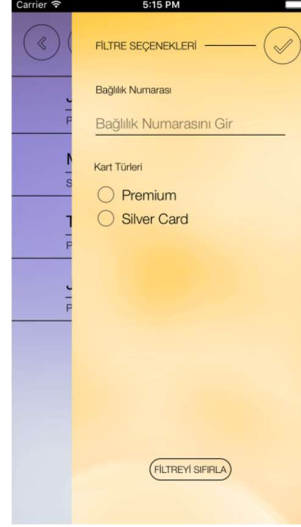 Carrier 5:15 PM
FİLTRE SEÇENEKLERİ
Bağlılık Numarası
Bağlılık Numarasını Gir
Kart Türleri
Premium
Silver Card
FİLTREYİ SIFIRLA